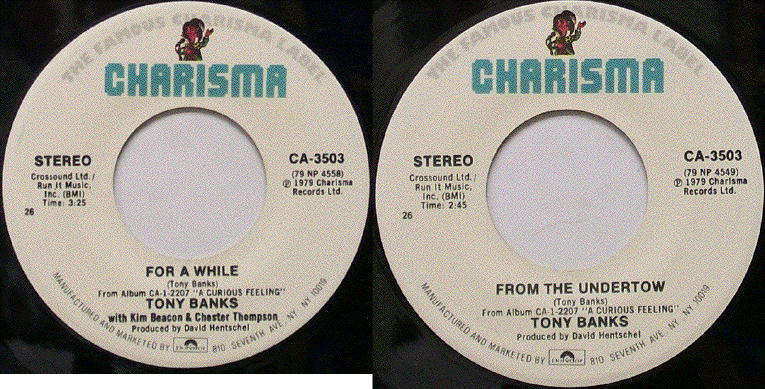 THE FAMOUS CHARISMA LABEL
CHARISMA
STEREO
Crossound Ltd./
Run It Music,
Inc. (BMI)
Time: 3:25
26
CA-3503
(79 NP 4558)
℗ 1979 Charisma
Records Ltd.
FOR A WHILE
(Tony Banks)
From Album CA-1-2207 "A CURIOUS FEELING"
TONY BANKS
with Kim Beacon & Chester Thompson
Produced by David Hentschel
MANUFACTURED AND MARKETED BY Polydor 810 SEVENTH AVE. NY. NY 10019
THE FAMOUS CHARISMA LABEL
CHARISMA
STEREO
Crossound Ltd./
Run It Music,
Inc. (BMI)
Time: 2:45
26
CA-3503
(79 NP 4549)
℗ 1979 Charisma
Records Ltd.
FROM THE UNDERTOW
(Tony Banks)
From Album CA-1-2207 "A CURIOUS FEELING"
TONY BANKS
Produced by David Hentschel
MANUFACTURED AND MARKETED BY Polydor 810 SEVENTH AVE. NY. NY 10019